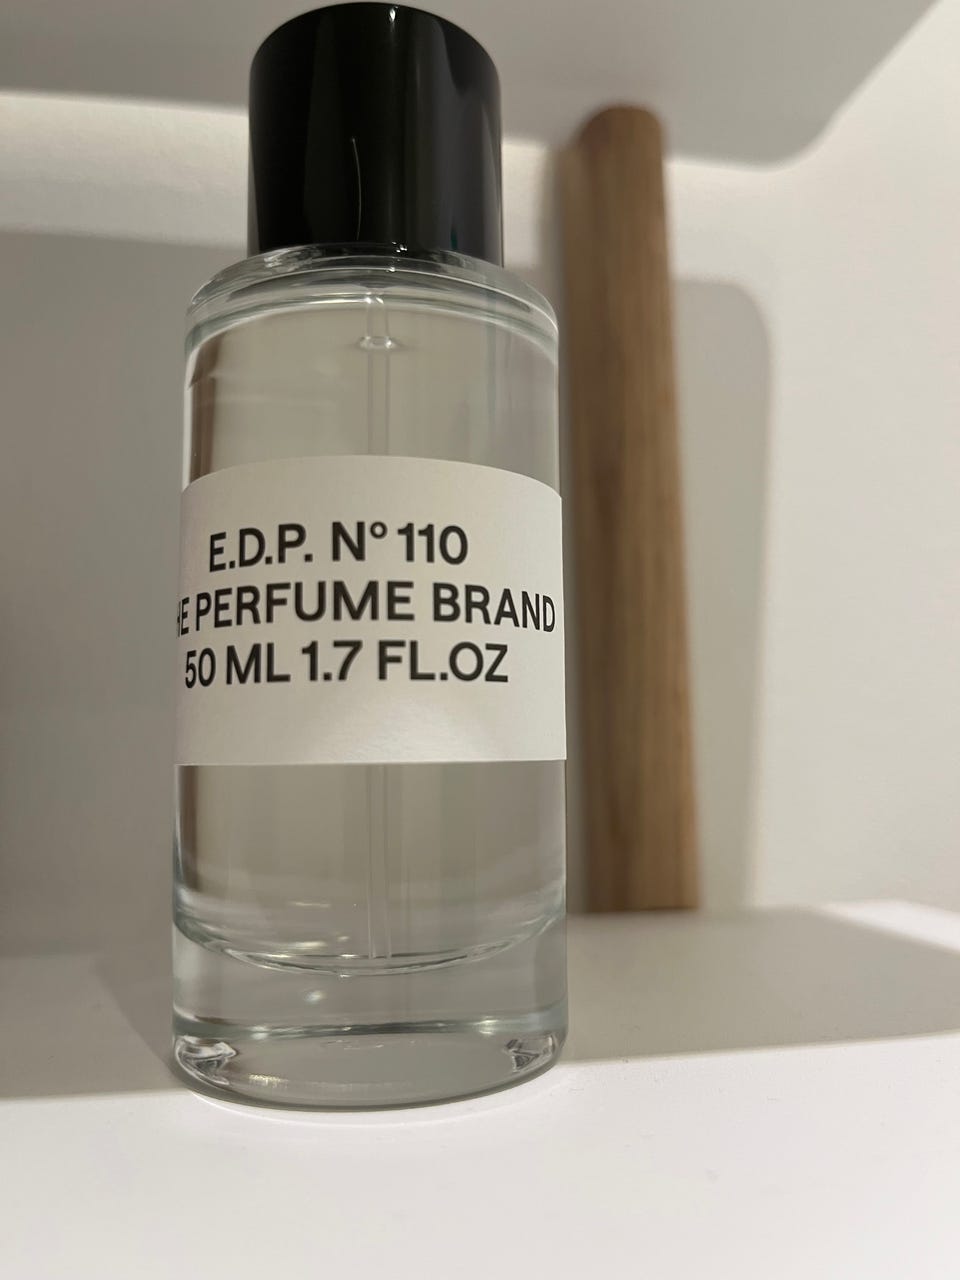 E.D.P. N° 110
HE PERFUME BRAND
50 ML 1.7 FL.OZ